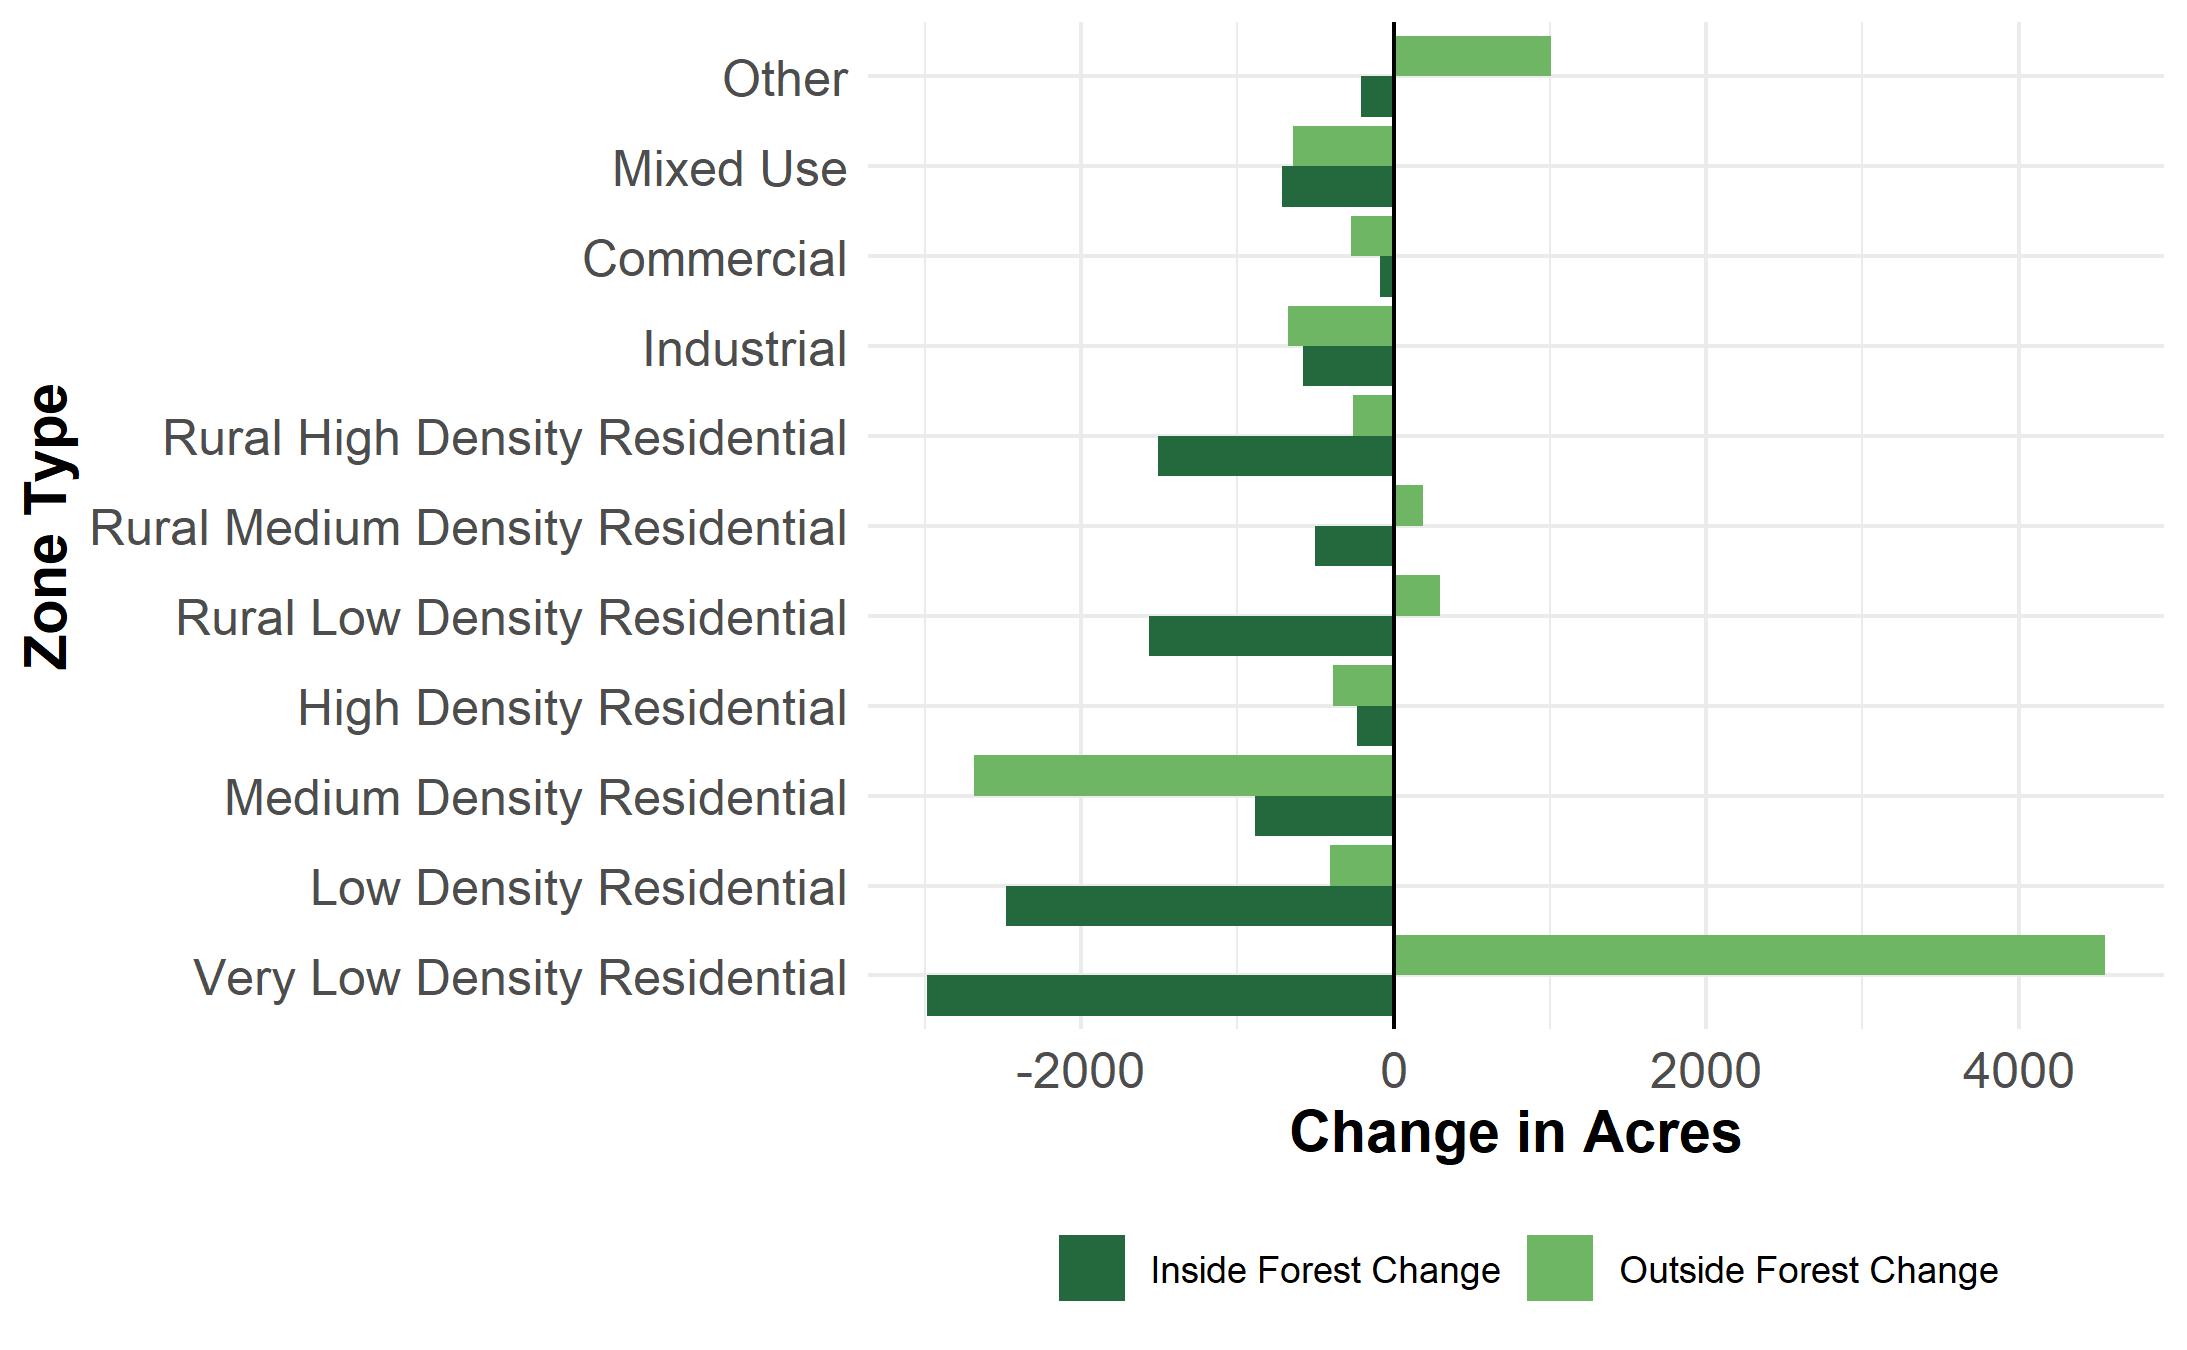 Zone Type
Other
Mixed Use
Commercial
Industrial
Rural High Density Residential
Rural Medium Density Residential
Rural Low Density Residential
High Density Residential
Medium Density Residential
Low Density Residential
Very Low Density Residential
-2000 0 2000 4000
Change in Acres
Inside Forest Change Outside Forest Change